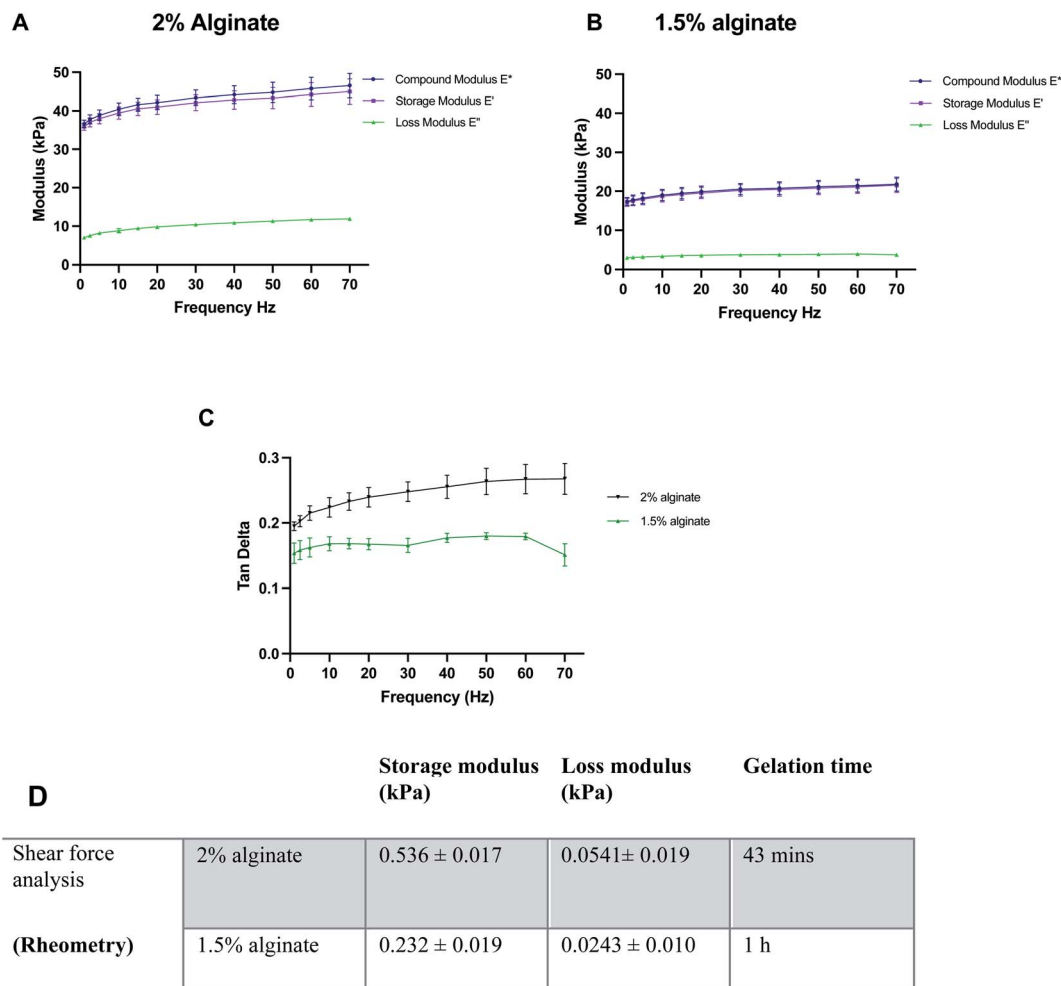 A
2% Alginate
50
40
30
20
10
0
Modulus (kPa)
0 10 20 30 40 50 60 70
Frequency Hz
Compound Modulus E*
Storage Modulus E'
Loss Modulus E"
B
1.5% alginate
50
40
30
20
10
0
Modulus (kPa)
0 10 20 30 40 50 60 70
Frequency Hz
Compound Modulus E*
Storage Modulus E'
Loss Modulus E"
C
0.3
0.2
0.1
0.0
Tan Delta
0 10 20 30 40 50 60 70
Frequency (Hz)
2% alginate
1.5% alginate
D
Storage modulus
(kPa)
Loss modulus
(kPa)
Gelation time
Shear force
analysis
2% alginate
0.536 ± 0.017
0.0541± 0.019
43 mins
(Rheometry)
1.5% alginate
0.232 ± 0.019
0.0243 ± 0.010
1 h